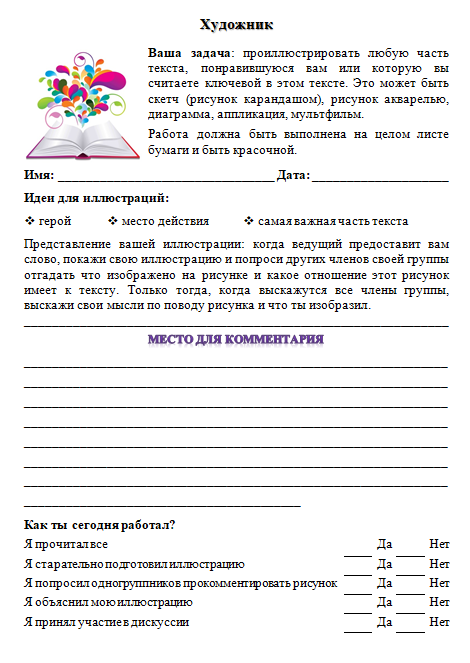 Художник
Ваша задача: проиллюстрировать любую часть
текста, понравившуюся вам или которую вы
считаете ключевой в этом тексте. Это может быть
скетч (рисунок карандашом), рисунок акварелью,
диаграмма, аппликация, мультфильм.
Работа должна быть выполнена на целом листе
бумаги и быть красочной.
Имя: ________________________________ Дата: ____________________
Идеи для иллюстраций:
❖ герой ❖ место действия ❖ самая важная часть текста
Представление вашей иллюстрации: когда ведущий предоставит вам
слово, покажи свою иллюстрацию и попроси других членов своей группы
отгадать что изображено на рисунке и какое отношение этот рисунок
имеет к тексту. Только тогда, когда выскажутся все члены группы,
выскажи свои мысли по поводу рисунка и что ты изобразил.
МЕСТО ДЛЯ КОММЕНТАРИЯ
Как ты сегодня работал?
Я прочитал все ____ Да ____ Нет
Я старательно подготовил иллюстрацию ____ Да ____ Нет
Я попросил одногруппников прокомментировать рисунок ____ Да ____ Нет
Я объяснил мою иллюстрацию ____ Да ____ Нет
Я принял участие в дискуссии ____ Да ____ Нет